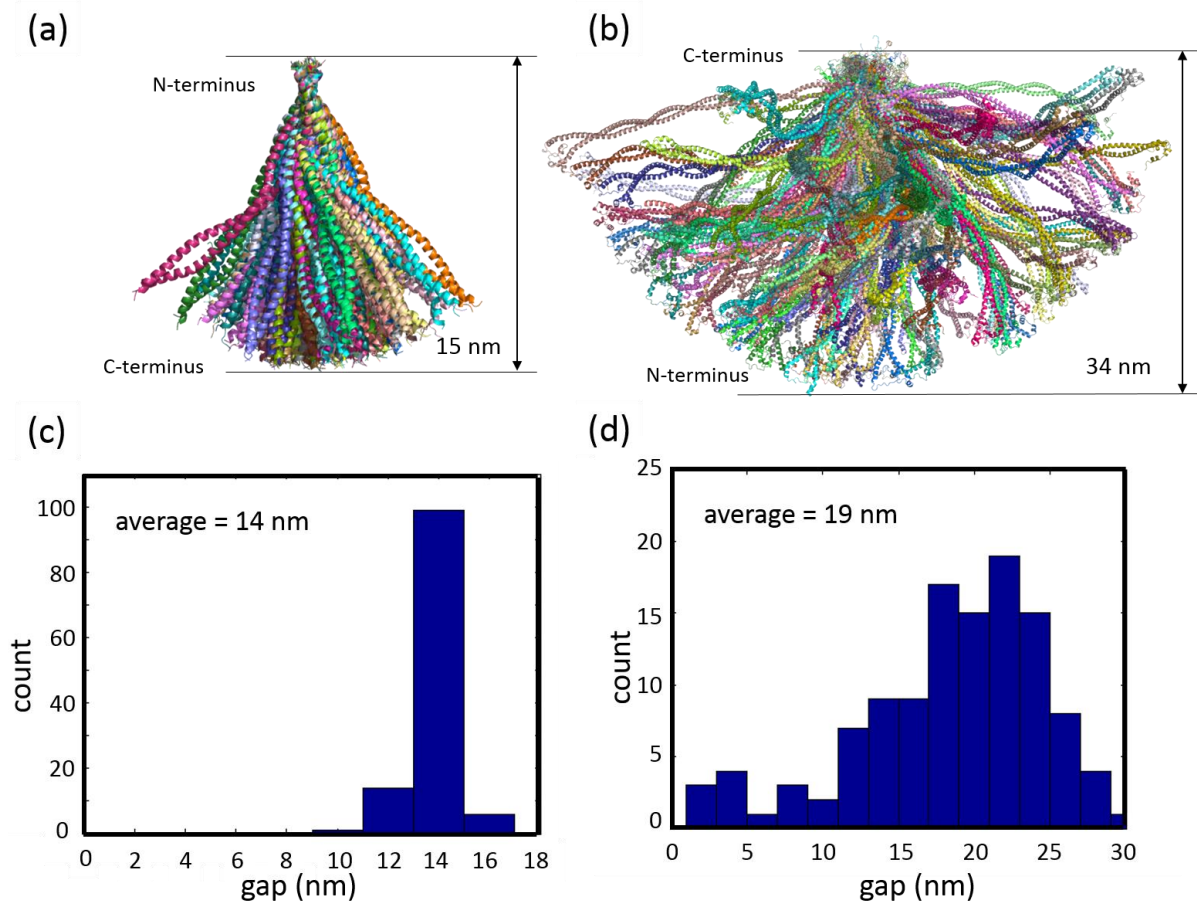 (a)
N-terminus
C-terminus
15 nm
(b)
C-terminus
N-terminus
34 nm
(c)
average = 14 nm
100
80
60
40
20
0
count
0 2 4 6 8 10 12 14 16 18
gap (nm)
(d)
average = 19 nm
25
20
15
10
5
0
count
0 5 10 15 20 25 30
gap (nm)